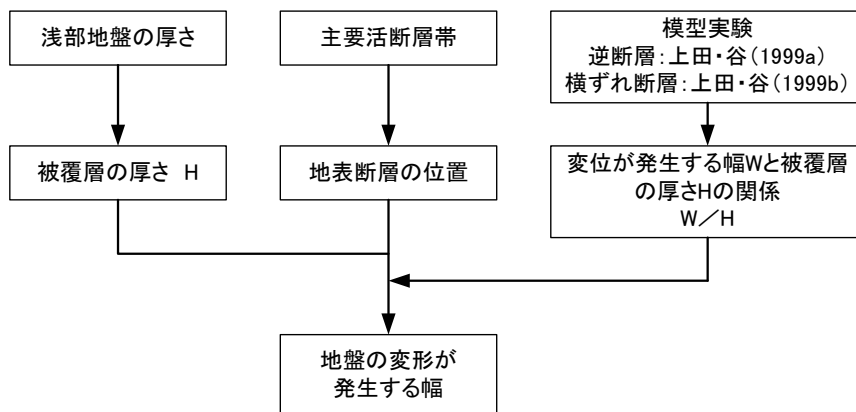 浅部地盤の厚さ
主要活断層帯
模型実験
逆断層:上田・谷(1999a)
横ずれ断層:上田・谷(1999b)
被覆層の厚さ H
地表断層の位置
変位が発生する幅Wと被覆層
の厚さHの関係
W/H
地盤の変形が
発生する幅